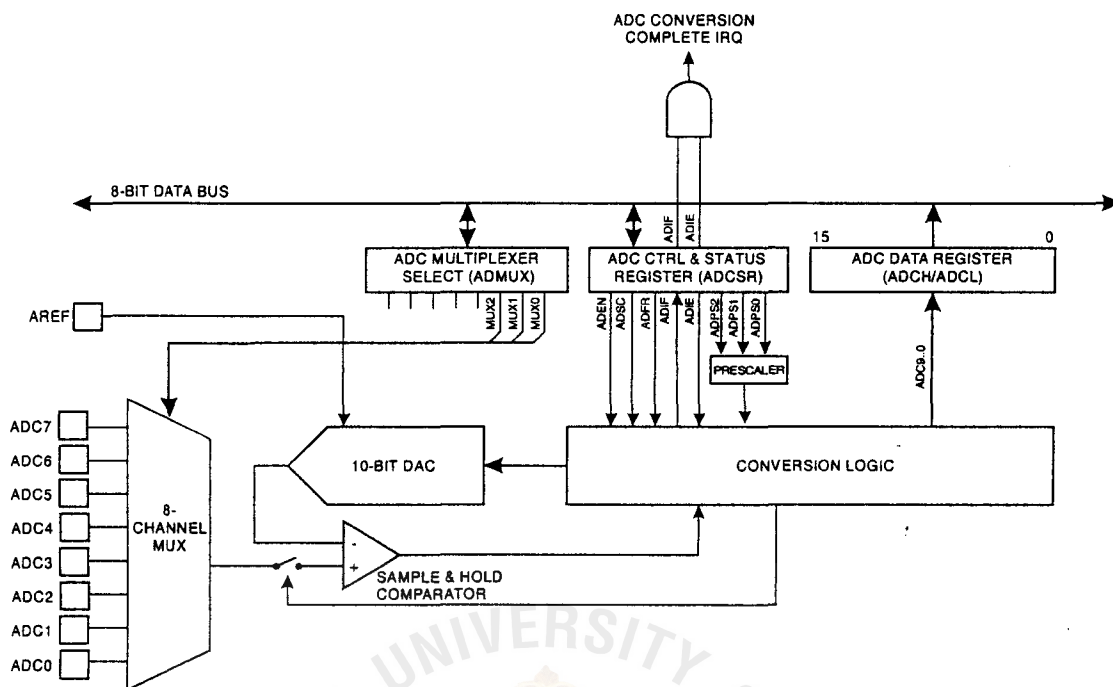 ADC CONVERSION
COMPLETE IRQ
8-BIT DATA BUS
ADIF
ADIE
15
0
ADC MULTIPLEXER
SELECT (ADMUX)
ADC CTRL & STATUS
REGISTER (ADCSR)
ADC DATA REGISTER
(ADCH/ADCL)
MUX2
MUX1
MUX0
ADEN
ADSC
ADFR
ADIF
ADIE
ADPS2
ADPS1
ADPS0
AREF
PRESCALER
ADC9..0
ADC7
ADC6
ADC5
ADC4
ADC3
ADC2
ADC1
ADC0
8-
CHANNEL
MUX
10-BIT DAC
CONVERSION LOGIC
-
+
SAMPLE & HOLD
COMPARATOR
UNIVERSITY